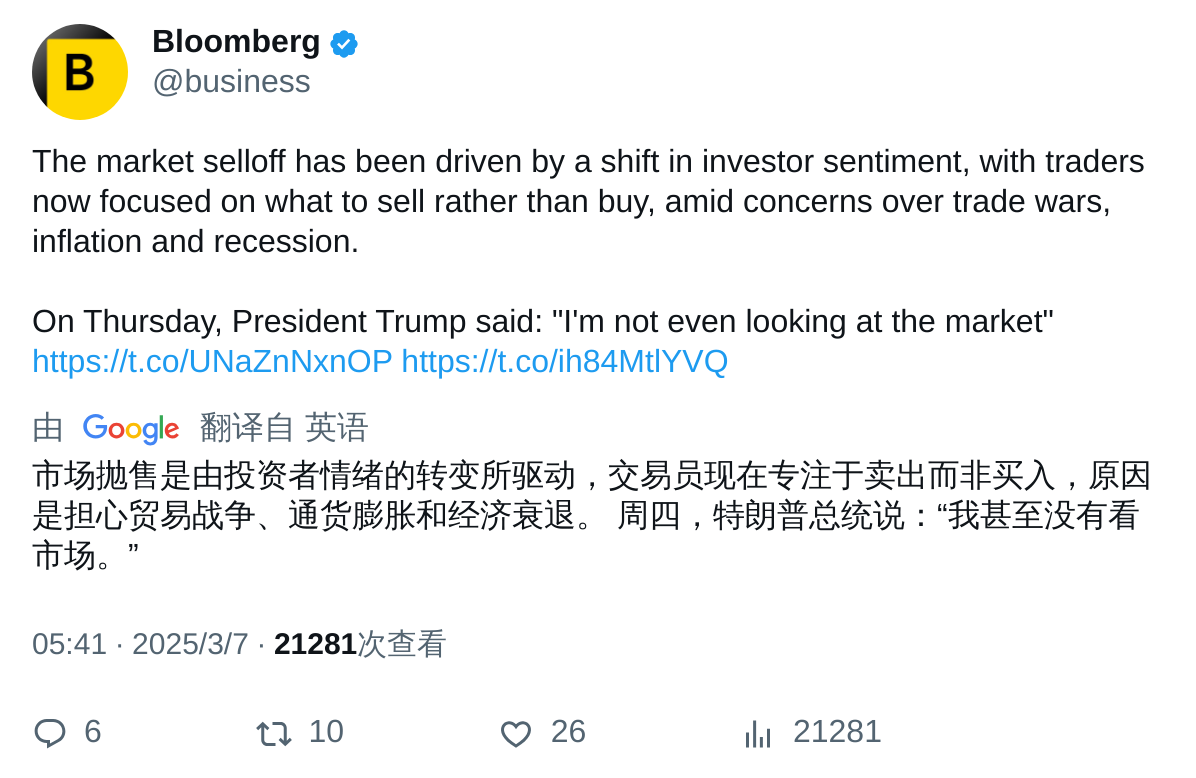 B
Bloomberg
@business
The market selloff has been driven by a shift in investor sentiment, with traders
now focused on what to sell rather than buy, amid concerns over trade wars,
inflation and recession.
On Thursday, President Trump said: "I'm not even looking at the market"
https://t.co/UNaZnNxnOP https://t.co/ih84MtlYVQ
由 Google 翻译自 英语
市场抛售是由投资者情绪的转变所驱动，交易员现在专注于卖出而非买入，原因
是担心贸易战争、通货膨胀和经济衰退。 周四，特朗普总统说：“我甚至没有看
市场。”
05:41 · 2025/3/7 · 21281次查看
6 10 26 21281